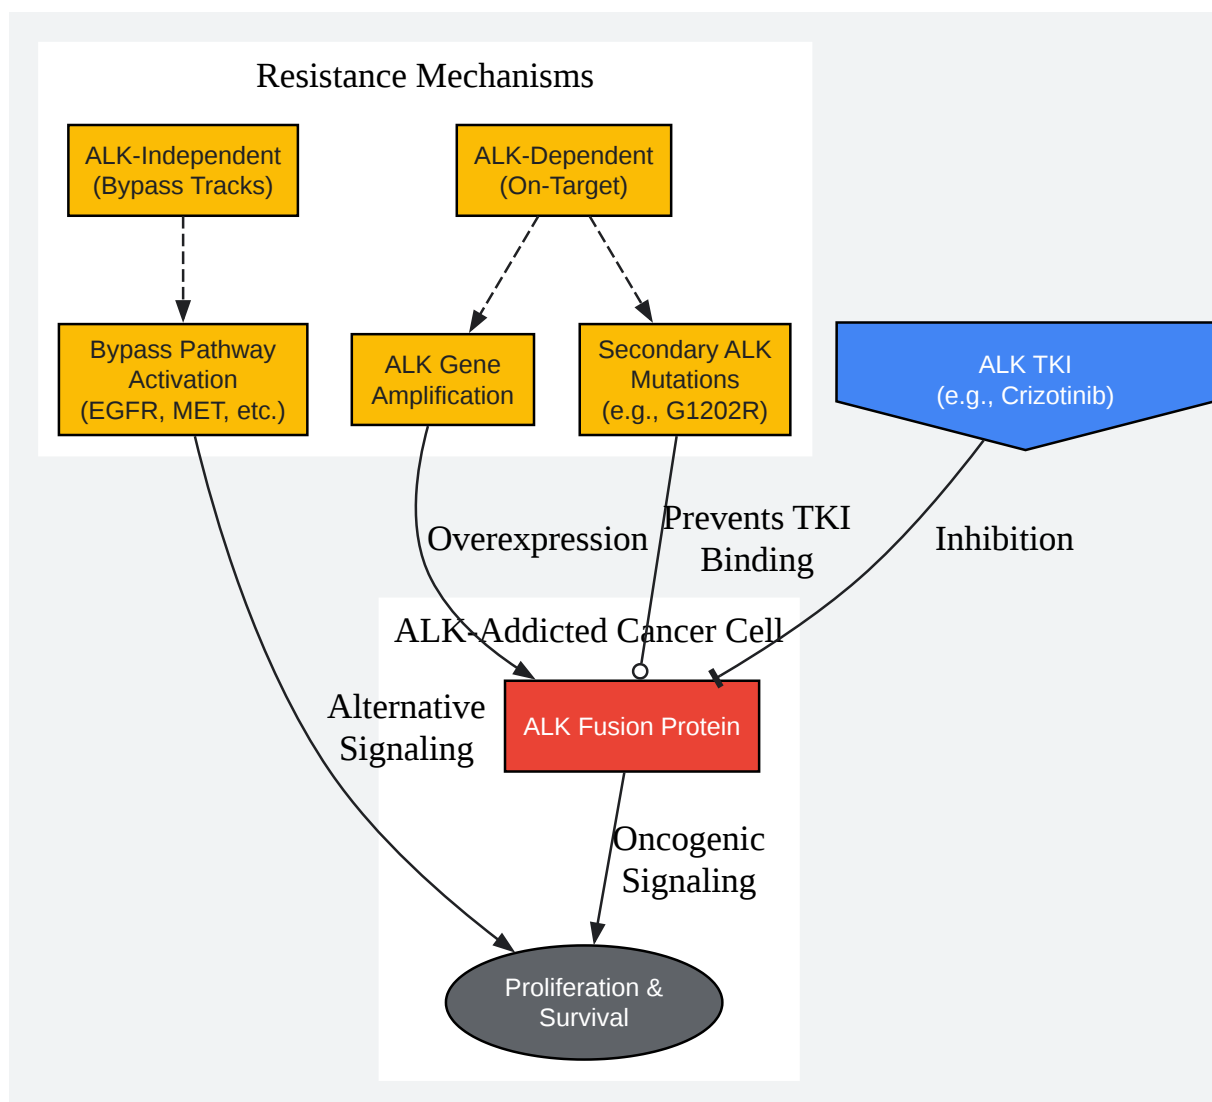 Resistance Mechanisms
ALK-Independent
(Bypass Tracks)
ALK-Dependent
(On-Target)
Bypass Pathway
Activation
(EGFR, MET, etc.)
ALK Gene
Amplification
Secondary ALK
Mutations
(e.g., G1202R)
ALK TKI
(e.g., Crizotinib)
Overexpression
Prevents TKI
Binding
Inhibition
ALK-Addicted Cancer Cell
Alternative
Signaling
ALK Fusion Protein
Oncogenic
Signaling
Proliferation &
Survival